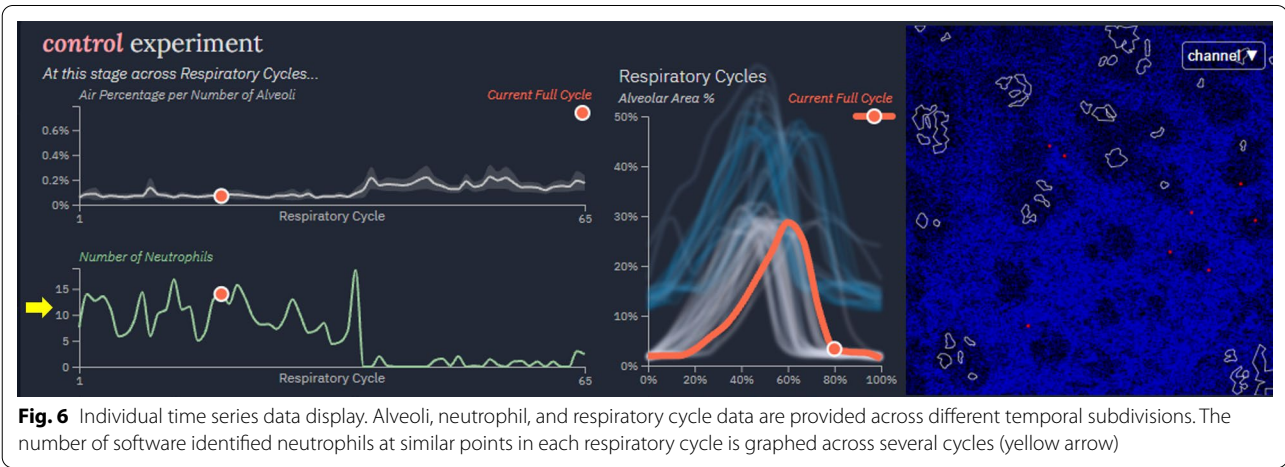 control experiment
At this stage across Respiratory Cycles...
Air Percentage per Number of Alveoli
Current Full Cycle
0.6%
0.4%
0.2%
0%
1
Respiratory Cycle
65
Number of Neutrophils
15
10
5
0
1
Respiratory Cycle
65
Respiratory Cycles
Alveolar Area %
Current Full Cycle
50%
40%
30%
20%
10%
0%
0% 20% 40% 60% 80% 100%
channel ▼
Fig. 6 Individual time series data display. Alveoli, neutrophil, and respiratory cycle data are provided across different temporal subdivisions. The
number of software identified neutrophils at similar points in each respiratory cycle is graphed across several cycles (yellow arrow)